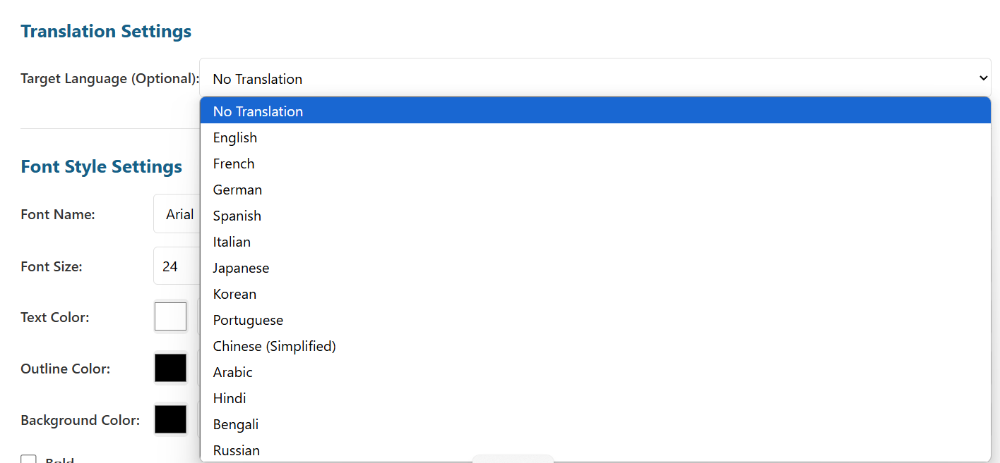 Translation Settings
Target Language (Optional): No Translation
No Translation
English
French
German
Spanish
Italian
Japanese
Korean
Portuguese
Chinese (Simplified)
Arabic
Hindi
Bengali
Russian
Font Style Settings
Font Name: Arial
Font Size: 24
Text Color:
Outline Color:
Background Color:
Bold